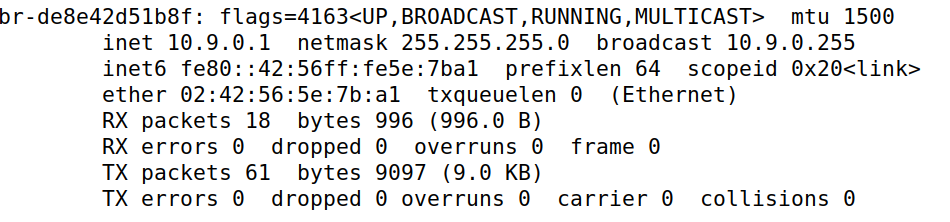 br-de8e42d51b8f: flags=4163<UP,BROADCAST,RUNNING,MULTICAST>  mtu 1500
        inet 10.9.0.1  netmask 255.255.255.0  broadcast 10.9.0.255
        inet6 fe80::42:56ff:fe5e:7ba1  prefixlen 64  scopeid 0x20<link>
        ether 02:42:56:5e:7b:a1  txqueuelen 0  (Ethernet)
        RX packets 18  bytes 996 (996.0 B)
        RX errors 0  dropped 0  overruns 0  frame 0
        TX packets 61  bytes 9097 (9.0 KB)
        TX errors 0  dropped 0 overruns 0  carrier 0  collisions 0